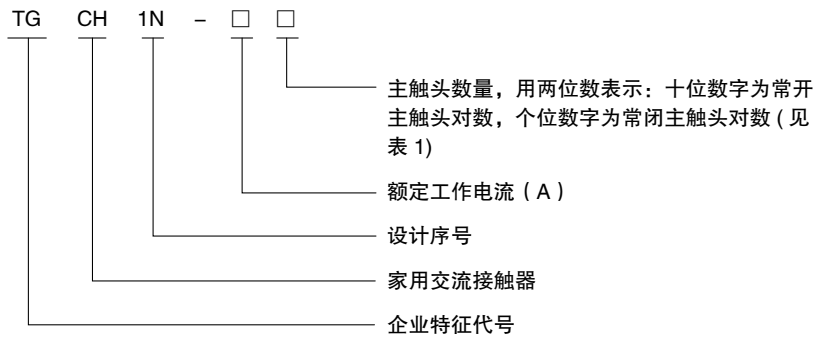 TG CH 1N - □ □
主触头数量，用两位数表示：十位数字为常开
主触头对数，个位数字为常闭主触头对数 ( 见
表 1)
额定工作电流（A）
设计序号
家用交流接触器
企业特征代号